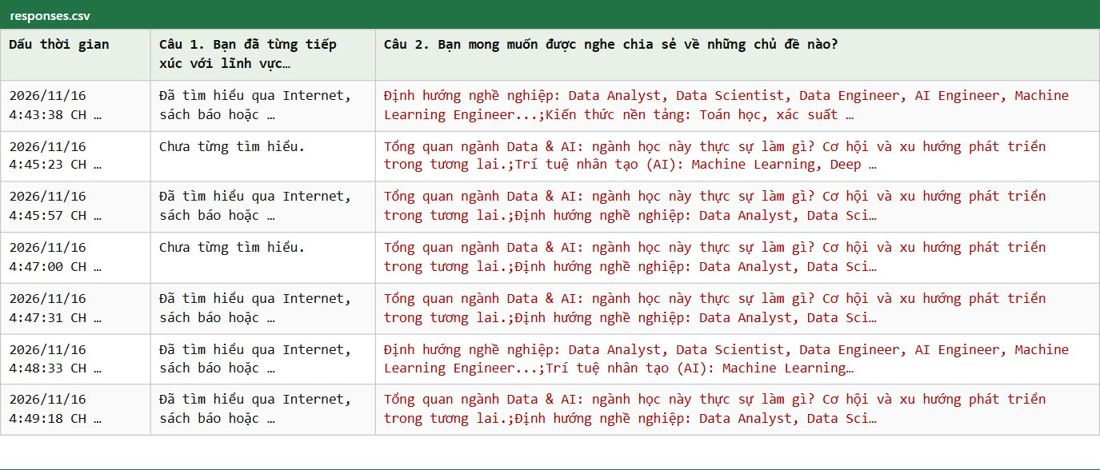 responses.csv
Dấu thời gian
Câu 1. Bạn đã từng tiếp
xúc với lĩnh vực…
Câu 2. Bạn mong muốn được nghe chia sẻ về những chủ đề nào?
2026/11/16
4:43:38 CH …
Đã tìm hiểu qua Internet,
sách báo hoặc …
Định hướng nghề nghiệp: Data Analyst, Data Scientist, Data Engineer, AI Engineer, Machine
Learning Engineer...;Kiến thức nền tảng: Toán học, xác suất …
2026/11/16
4:45:23 CH …
Chưa từng tìm hiểu.
Tổng quan ngành Data & AI: ngành học này thực sự làm gì? Cơ hội và xu hướng phát triển
trong tương lai.;Trí tuệ nhân tạo (AI): Machine Learning, Deep …
2026/11/16
4:45:57 CH …
Đã tìm hiểu qua Internet,
sách báo hoặc …
Tổng quan ngành Data & AI: ngành học này thực sự làm gì? Cơ hội và xu hướng phát triển
trong tương lai.;Định hướng nghề nghiệp: Data Analyst, Data Sci…
2026/11/16
4:47:00 CH …
Chưa từng tìm hiểu.
Tổng quan ngành Data & AI: ngành học này thực sự làm gì? Cơ hội và xu hướng phát triển
trong tương lai.;Định hướng nghề nghiệp: Data Analyst, Data Sci…
2026/11/16
4:47:31 CH …
Đã tìm hiểu qua Internet,
sách báo hoặc …
Tổng quan ngành Data & AI: ngành học này thực sự làm gì? Cơ hội và xu hướng phát triển
trong tương lai.;Định hướng nghề nghiệp: Data Analyst, Data Sci…
2026/11/16
4:48:33 CH …
Đã tìm hiểu qua Internet,
sách báo hoặc …
Định hướng nghề nghiệp: Data Analyst, Data Scientist, Data Engineer, AI Engineer, Machine
Learning Engineer...;Trí tuệ nhân tạo (AI): Machine Learning…
2026/11/16
4:49:18 CH …
Đã tìm hiểu qua Internet,
sách báo hoặc …
Tổng quan ngành Data & AI: ngành học này thực sự làm gì? Cơ hội và xu hướng phát triển
trong tương lai.;Định hướng nghề nghiệp: Data Analyst, Data Sci…